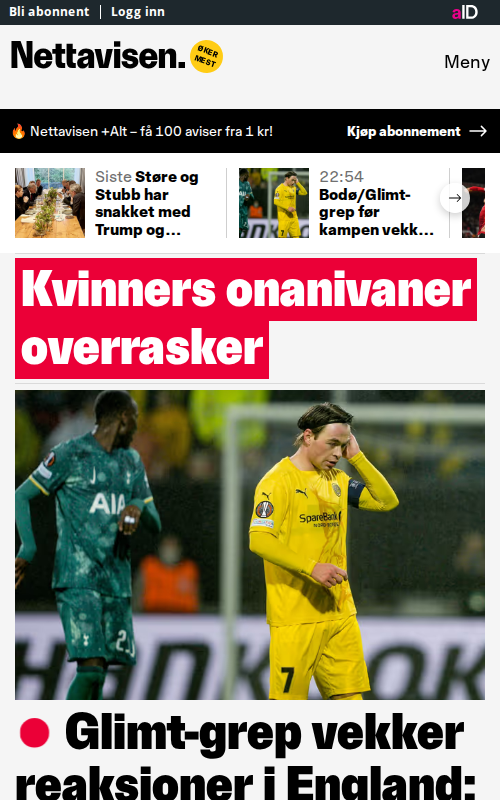 Bli abonnent
Logg inn
aID
Nettavisen.
ØKER
MEST
Meny
🔥 Nettavisen +Alt – få 100 aviser fra 1 kr!
Kjøp abonnement
Siste Støre og
Stubb har
snakket med
Trump og...
22:54
Bodø/Glimt-
grep før
kampen vekk...
Kvinners onanivaner
overrasker
AIA
SpareBank
7
Glimt-grep vekker
reaksjoner i England: